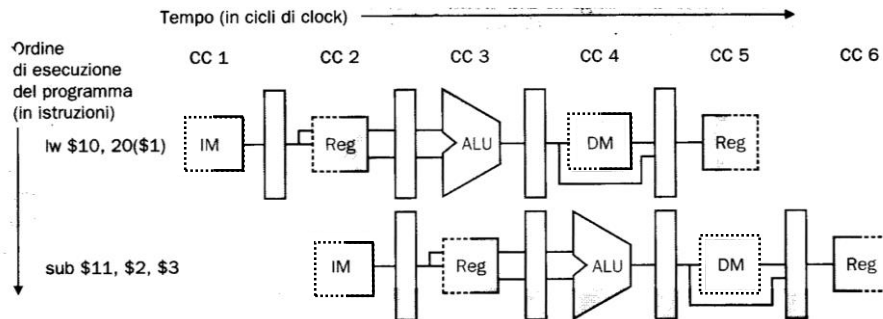 Tempo (in cicli di clock)
Ordine
di esecuzione
del programma
(in istruzioni)
CC 1 CC 2 CC 3 CC 4 CC 5 CC 6
lw $10, 20($1)
IM Reg ALU DM Reg
sub $11, $2, $3
IM Reg ALU DM Reg